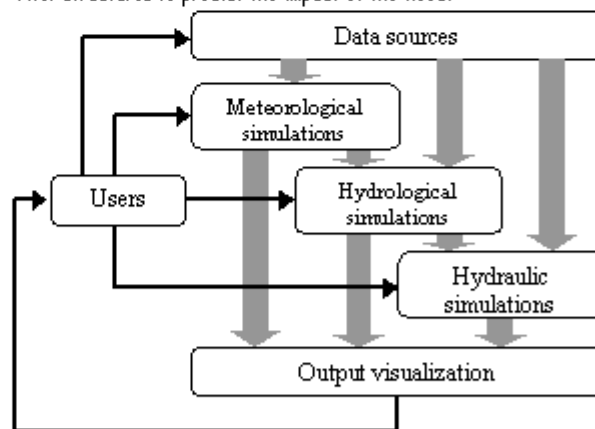 Data sources
Meteorological
simulations
Users
Hydrological
simulations
Hydraulic
simulations
Output visualization